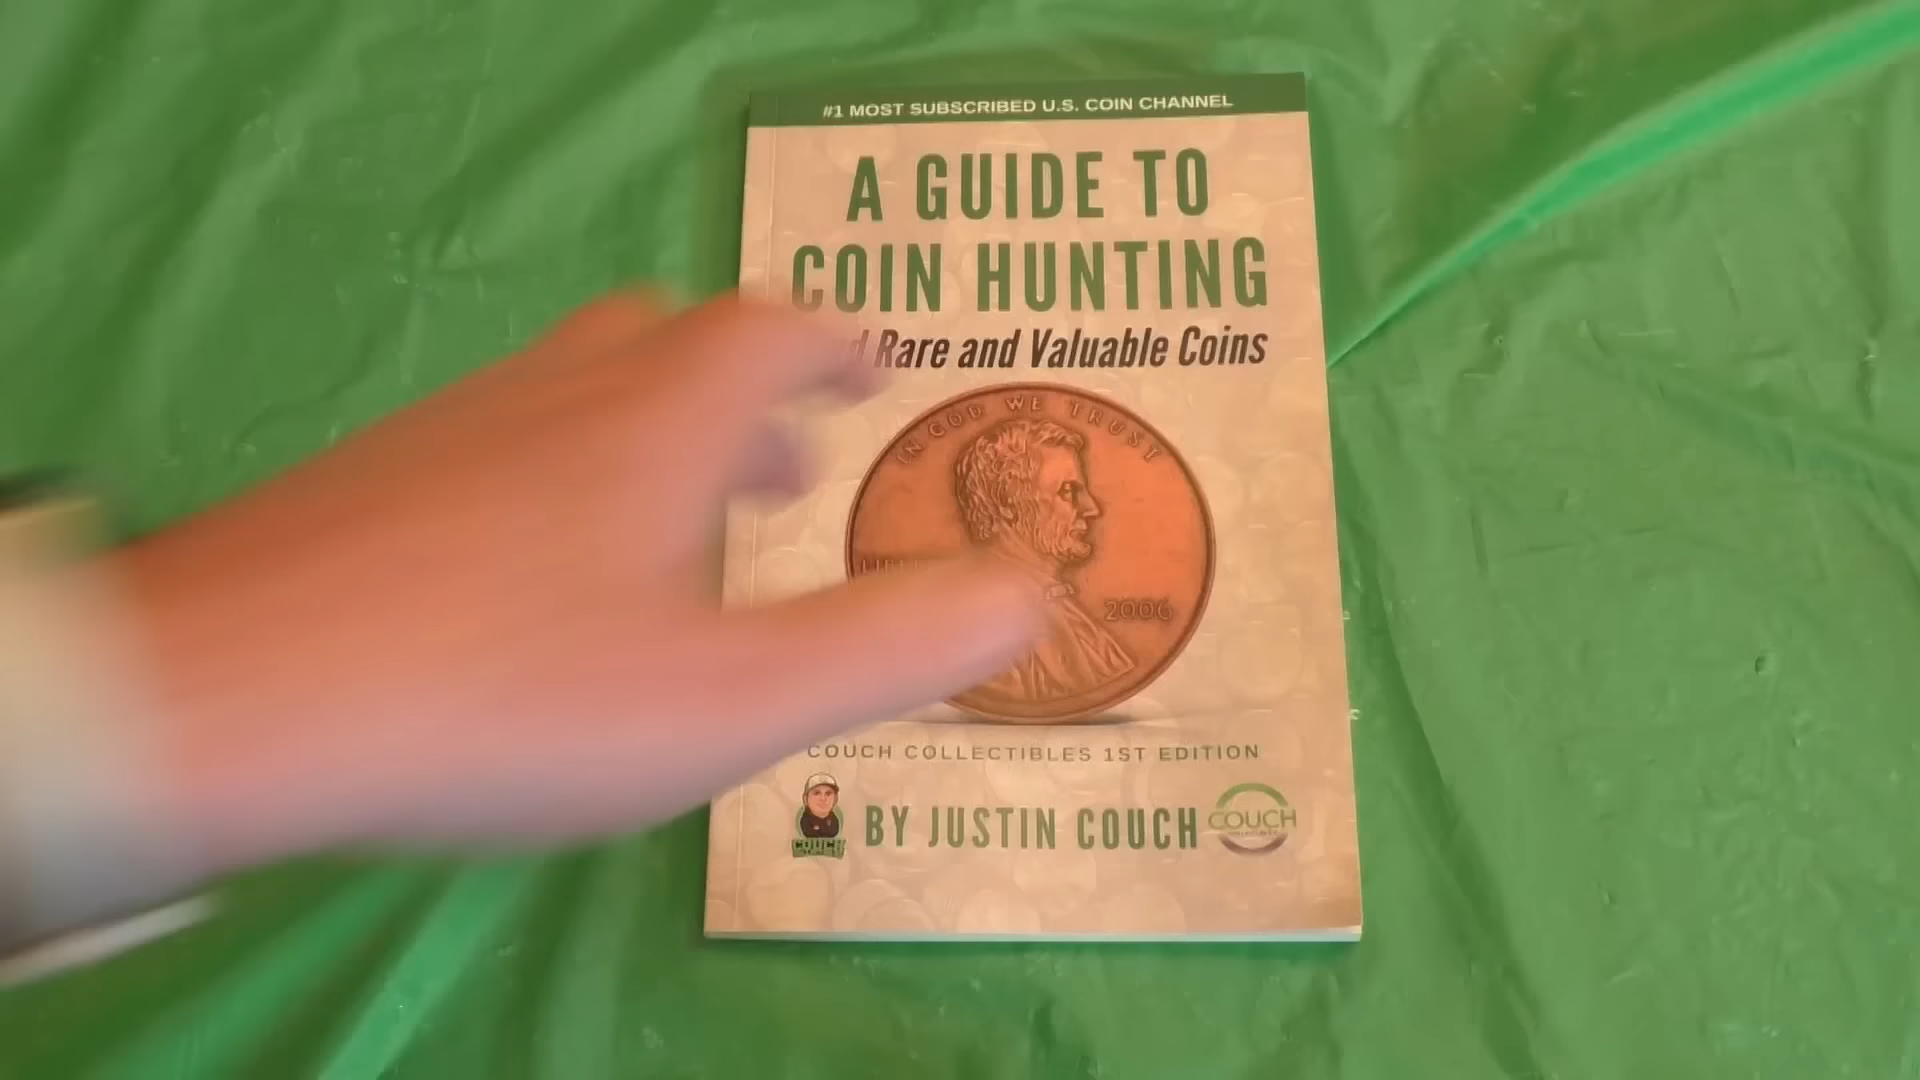 #1 MOST SUBSCRIBED U.S. COIN CHANNEL
A GUIDE TO
COIN HUNTING
Rare and Valuable Coins
IN GOD WE TRUST
2006
COUCH COLLECTIBLES 1ST EDITION
COUCH
BY JUSTIN COUCH
COUCH